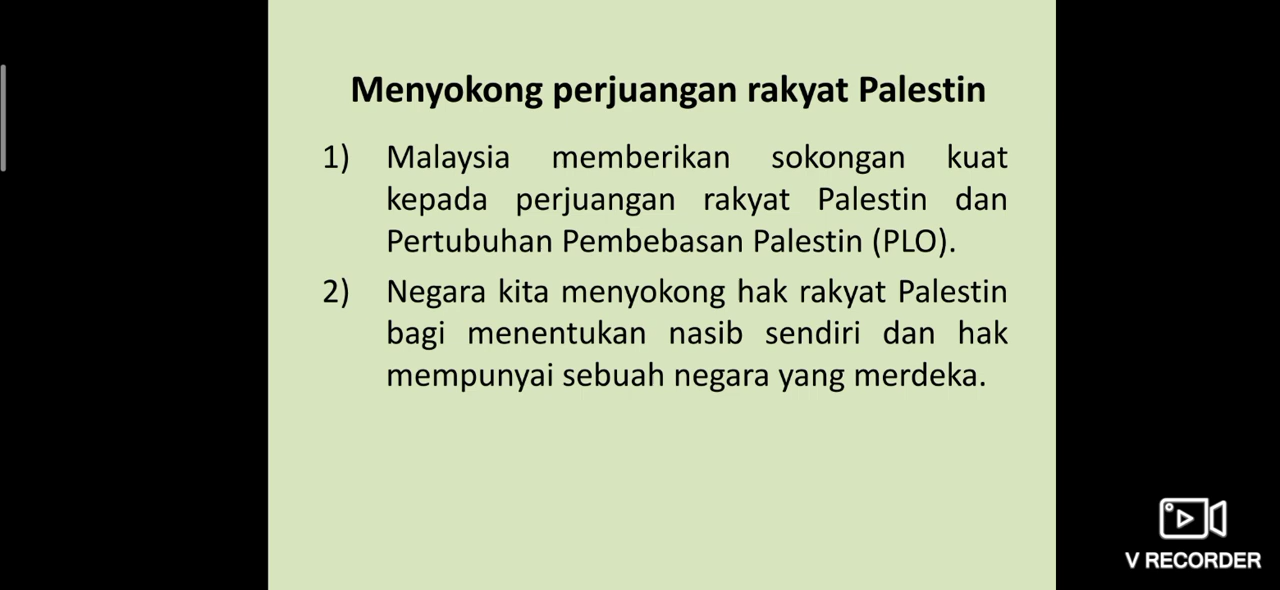 Menyokong perjuangan rakyat Palestin
1) Malaysia memberikan sokongan kuat
kepada perjuangan rakyat Palestin dan
Pertubuhan Pembebasan Palestin (PLO).
2) Negara kita menyokong hak rakyat Palestin
bagi menentukan nasib sendiri dan hak
mempunyai sebuah negara yang merdeka.
V RECORDER